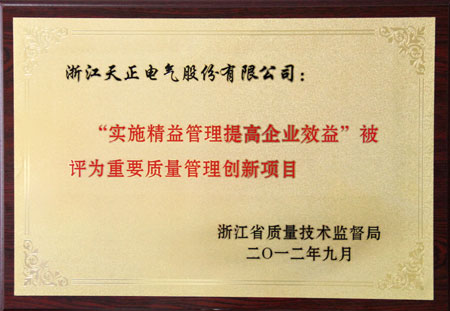 浙江天正电气股份有限公司：
“实施精益管理提高企业效益”被
评为重要质量管理创新项目
浙江省质量技术监督局
二〇一二年九月